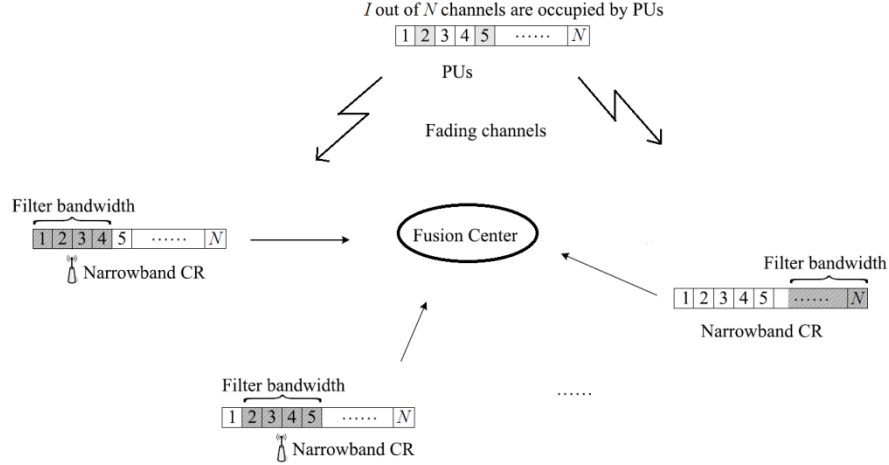 I out of N channels are occupied by PUs
1 2 3 4 5 ...... N
PUs
Fading channels
Filter bandwidth
1 2 3 4 5 ...... N
Narrowband CR
Fusion Center
Filter bandwidth
1 2 3 4 5 ...... N
Narrowband CR
Filter bandwidth
1 2 3 4 5 ...... N
Narrowband CR
......